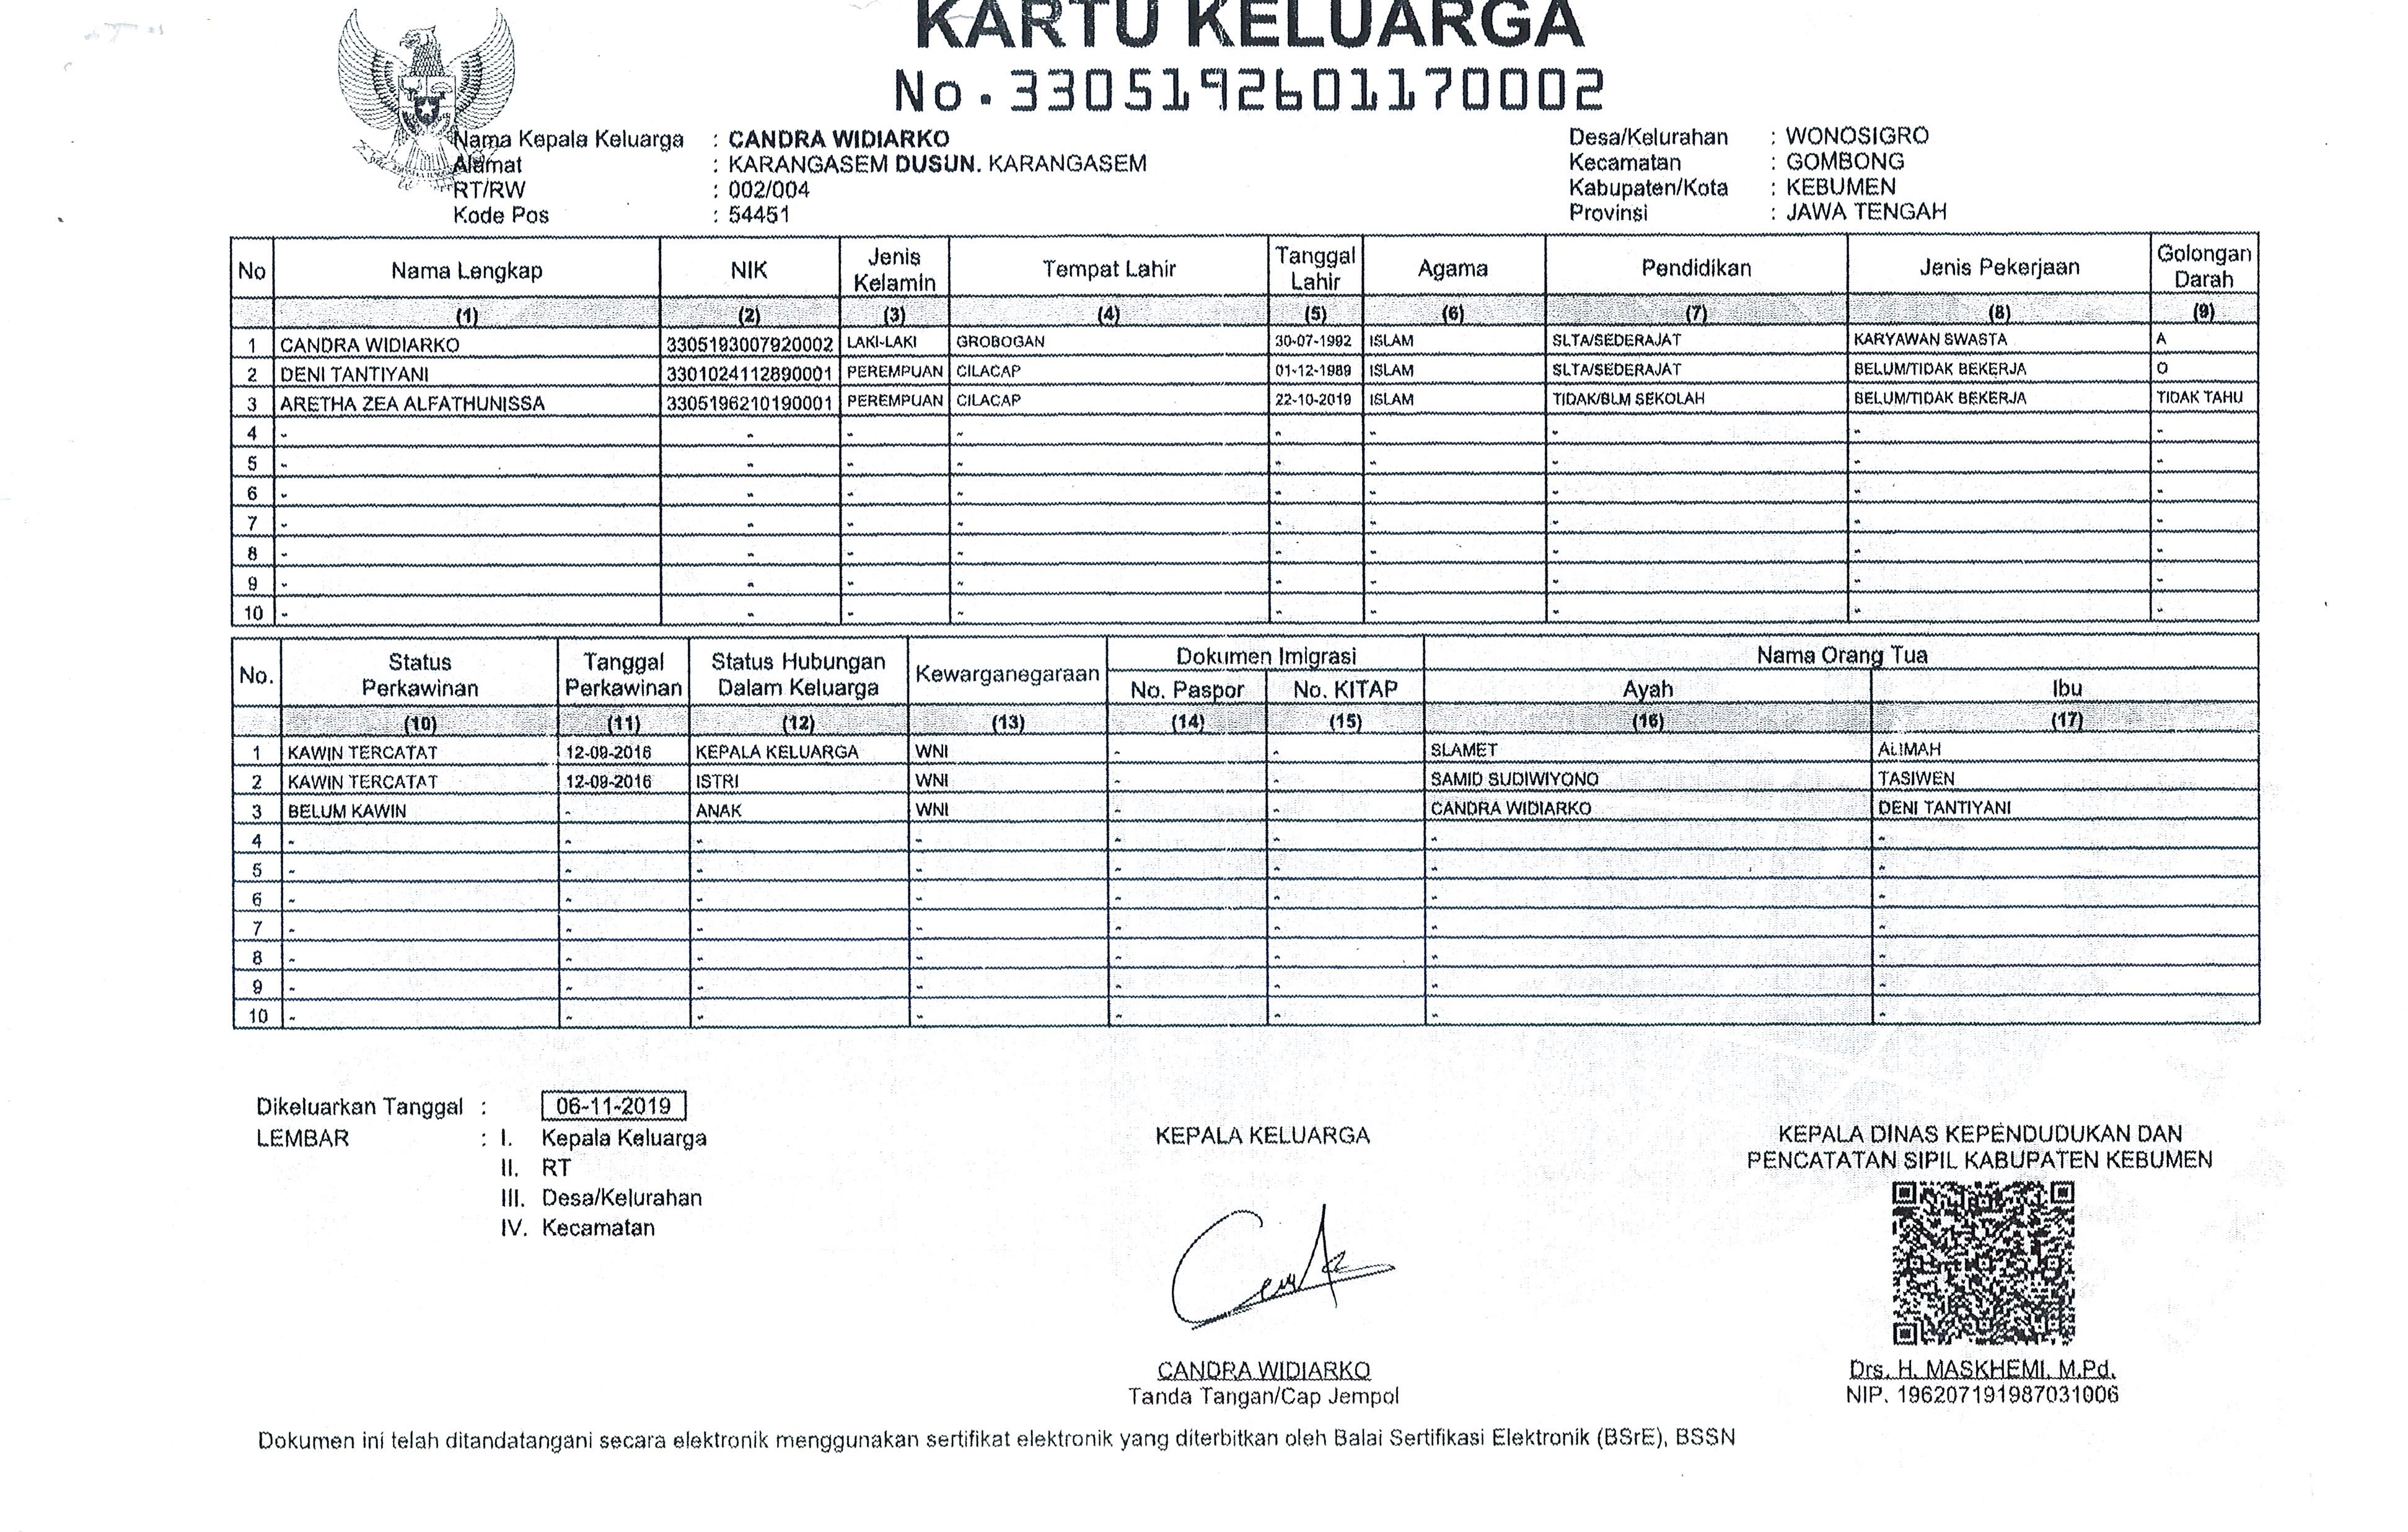 KARTU KELUARGA
No. 3305192601170002
Nama Kepala Keluarga : CANDRA WIDIARKO
Alamat : KARANGASEM DUSUN. KARANGASEM
RT/RW : 002/004
Kode Pos : 54451
Desa/Kelurahan : WONOSIGRO
Kecamatan : GOMBONG
Kabupaten/Kota : KEBUMEN
Provinsi : JAWA TENGAH
No Nama Lengkap NIK Jenis Kelamin Tempat Lahir Tanggal Lahir Agama Pendidikan Jenis Pekerjaan Golongan Darah
(1) (2) (3) (4) (5) (6) (7) (8) (9)
1 CANDRA WIDIARKO 3305193007920002 LAKI-LAKI GROBOGAN 30-07-1992 ISLAM SLTA/SEDERAJAT KARYAWAN SWASTA A
2 DENI TANTIYANI 3301024112890001 PEREMPUAN CILACAP 01-12-1989 ISLAM SLTA/SEDERAJAT BELUM/TIDAK BEKERJA O
3 ARETHA ZEA ALFATHUNISSA 3305196210190001 PEREMPUAN CILACAP 22-10-2019 ISLAM TIDAK/BLM SEKOLAH BELUM/TIDAK BEKERJA TIDAK TAHU
4 - - - - - - - - -
5 - - - - - - - - -
6 - - - - - - - - -
7 - - - - - - - - -
8 - - - - - - - - -
9 - - - - - - - - -
10 - - - - - - - - -
No. Status Perkawinan Tanggal Perkawinan Status Hubungan Dalam Keluarga Kewarganegaraan Dokumen Imigrasi Nama Orang Tua
No. Paspor No. KITAP Ayah Ibu
(10) (11) (12) (13) (14) (15) (16) (17)
1 KAWIN TERCATAT 12-09-2016 KEPALA KELUARGA WNI - - SLAMET ALIMAH
2 KAWIN TERCATAT 12-09-2016 ISTRI WNI - - SAMID SUDIWIYONO TASIWEN
3 BELUM KAWIN - ANAK WNI - - CANDRA WIDIARKO DENI TANTIYANI
4 - - - - - - - -
5 - - - - - - - -
6 - - - - - - - -
7 - - - - - - - -
8 - - - - - - - -
9 - - - - - - - -
10 - - - - - - - -
Dikeluarkan Tanggal : 06-11-2019
LEMBAR : I. Kepala Keluarga
II. RT
III. Desa/Kelurahan
IV. Kecamatan
KEPALA KELUARGA
CANDRA WIDIARKO
Tanda Tangan/Cap Jempol
KEPALA DINAS KEPENDUDUKAN DAN
PENCATATAN SIPIL KABUPATEN KEBUMEN
Drs. H. MASKHEMI, M.Pd.
NIP. 196207191987031006
Dokumen ini telah ditandatangani secara elektronik menggunakan sertifikat elektronik yang diterbitkan oleh Balai Sertifikasi Elektronik (BSrE), BSSN